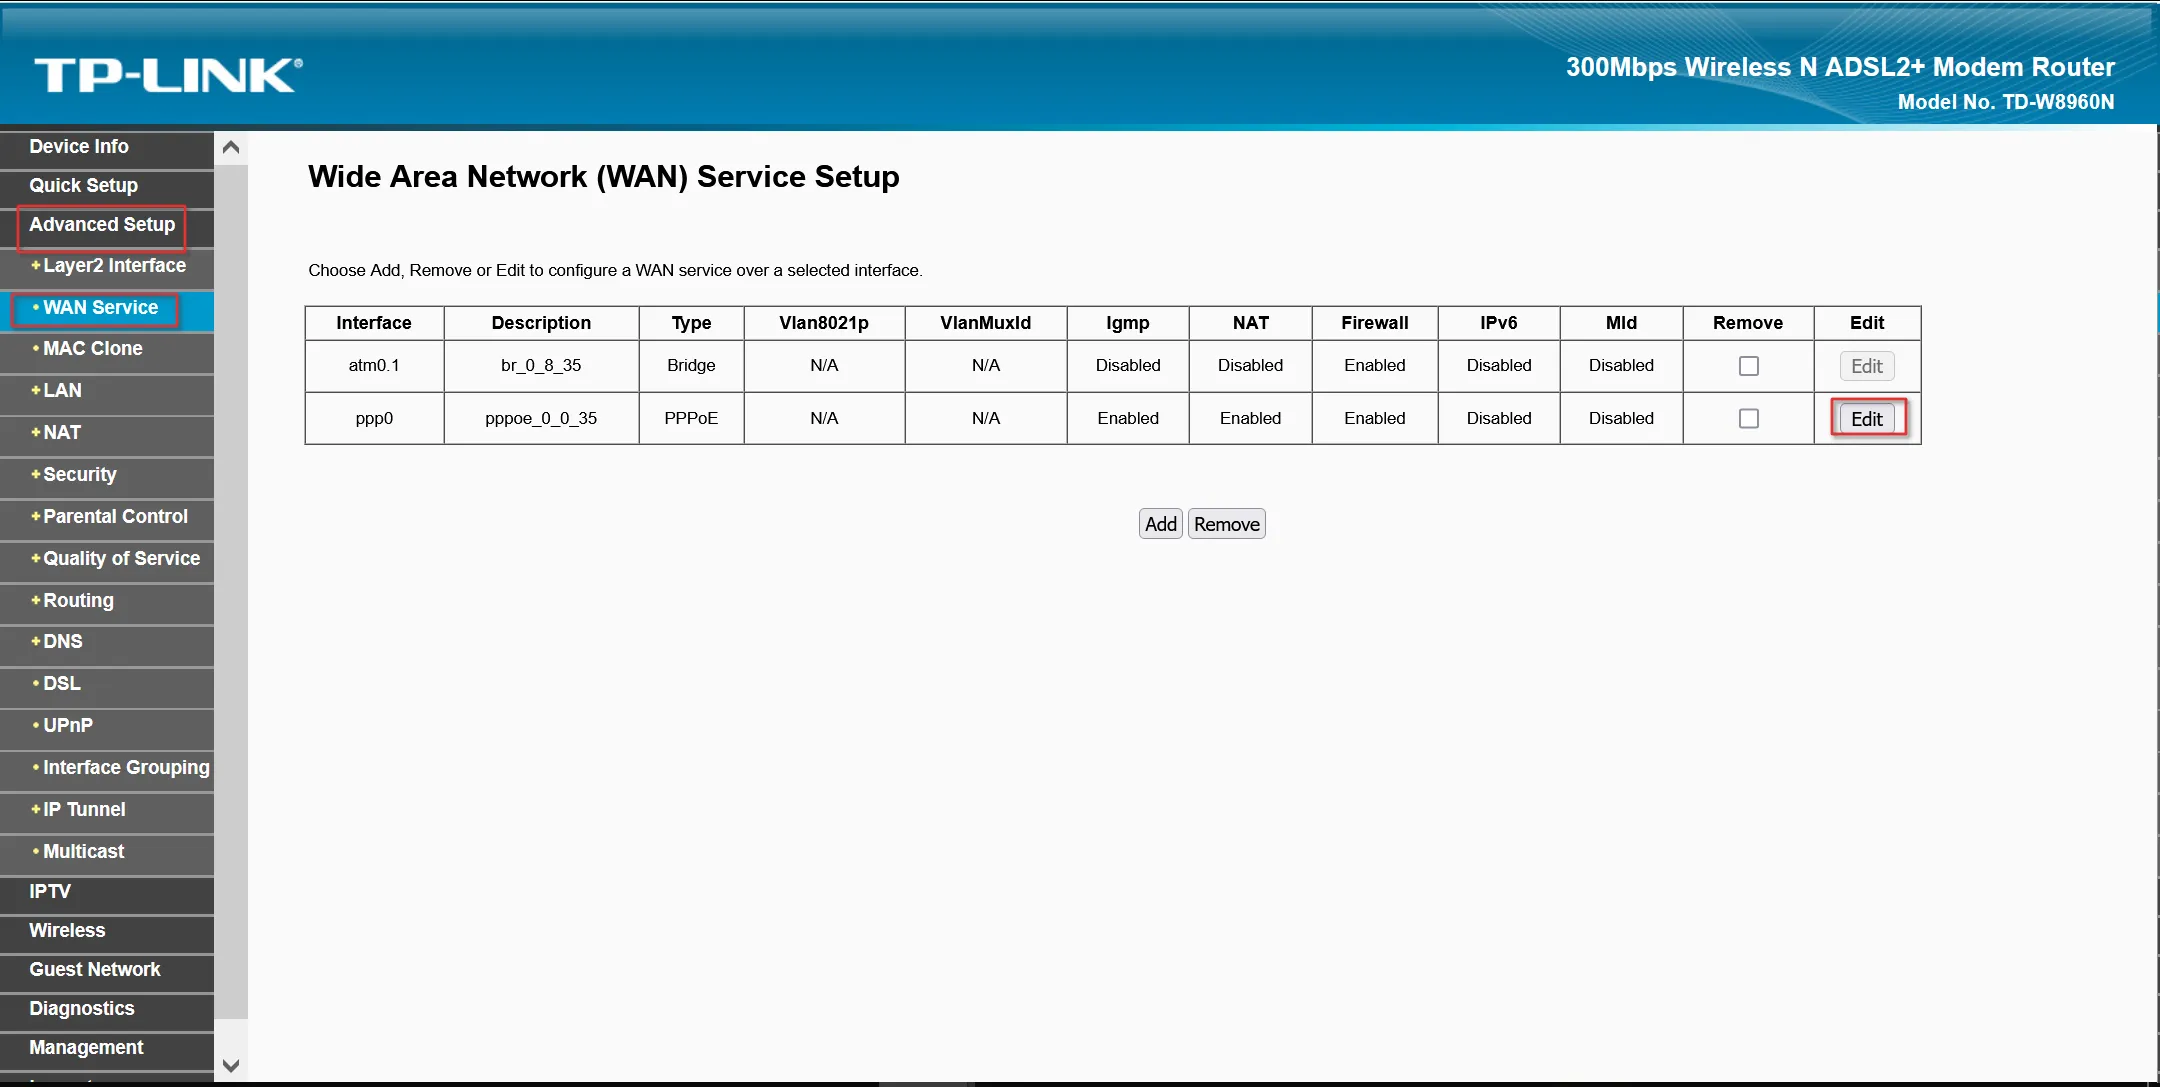 TP-LINK®
300Mbps Wireless N ADSL2+ Modem Router
Model No. TD-W8960N
Device Info
Quick Setup
Advanced Setup
+Layer2 Interface
•WAN Service
•MAC Clone
+LAN
+NAT
+Security
+Parental Control
+Quality of Service
+Routing
+DNS
•DSL
•UPnP
•Interface Grouping
+IP Tunnel
•Multicast
IPTV
Wireless
Guest Network
Diagnostics
Management
Wide Area Network (WAN) Service Setup
Choose Add, Remove or Edit to configure a WAN service over a selected interface.
Interface Description Type Vlan8021p VlanMuxId Igmp NAT Firewall IPv6 Mld Remove Edit
atm0.1 br_0_8_35 Bridge N/A N/A Disabled Disabled Enabled Disabled Disabled Edit
ppp0 pppoe_0_0_35 PPPoE N/A N/A Enabled Enabled Enabled Disabled Disabled Edit
Add Remove